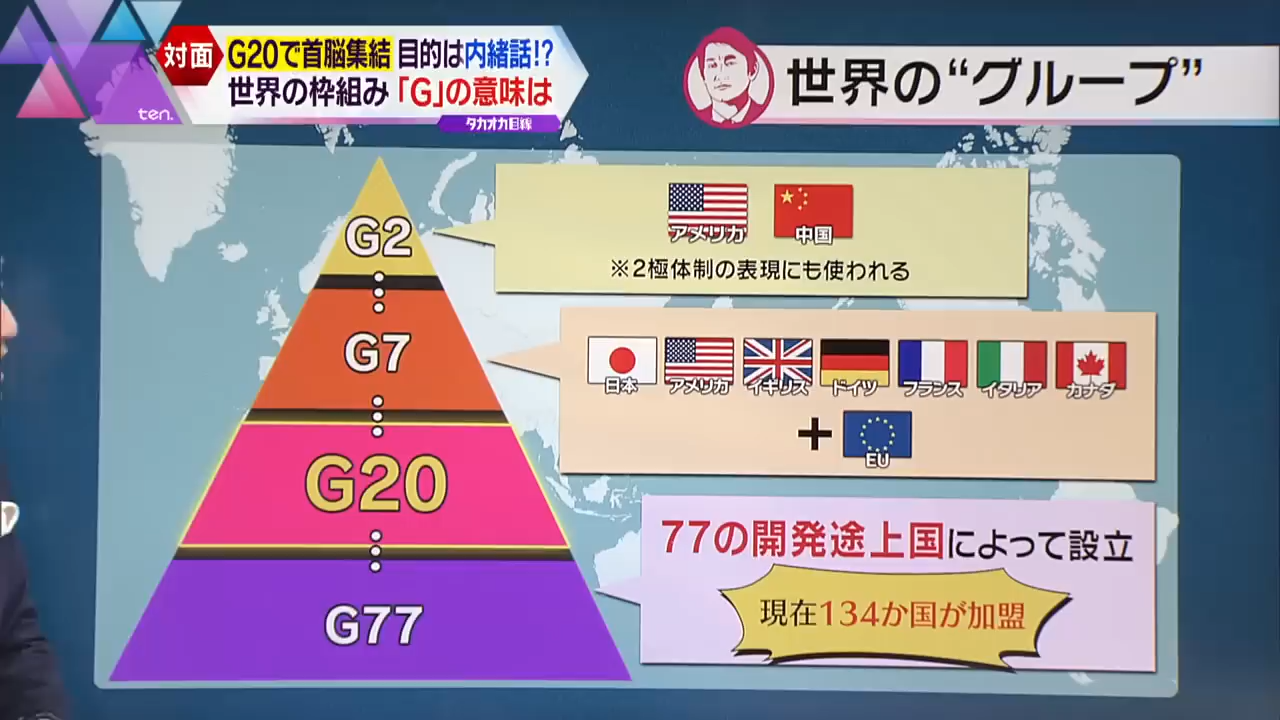 対面
G20で首脳集結 目的は内緒話!?
世界の枠組み「G」の意味は
タカオカ目線
ten.
世界の“グループ”
G2
アメリカ
中国
※2極体制の表現にも使われる
G7
日本
アメリカ
イギリス
ドイツ
フランス
イタリア
カナダ
+
EU
G20
77の開発途上国によって設立
現在134か国が加盟
G77